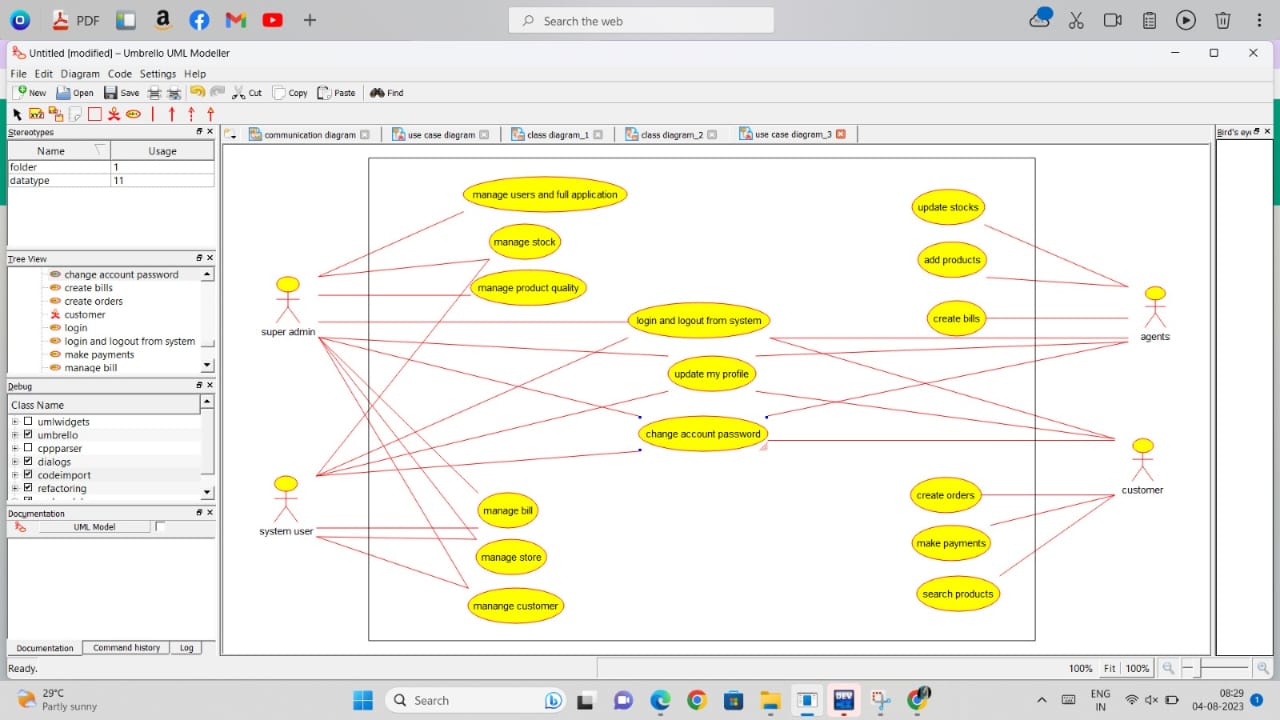 PDF
Search the web
Untitled [modified] – Umbrello UML Modeller
File Edit Diagram Code Settings Help
New Open Save Cut Copy Paste Find
XYZ
Stereotypes
Name Usage
folder 1
datatype 11
Tree View
change account password
create bills
create orders
customer
login
login and logout from system
make payments
manage bill
Debug
Class Name
umlwidgets
umbrello
cppparser
dialogs
codeimport
refactoring
Documentation
UML Model
Documentation Command history Log
Ready.
communication diagram use case diagram class diagram_1 class diagram_2 use case diagram_3
Bird's ey
manage users and full application
manage stock
manage product quality
super admin
login and logout from system
update my profile
change account password
system user
manage bill
manage store
manange customer
update stocks
add products
create bills
agents
customer
create orders
make payments
search products
100% Fit 100%
29°C
Partly sunny
Search
DEV
ENG
IN
08:29
04-08-2023
1